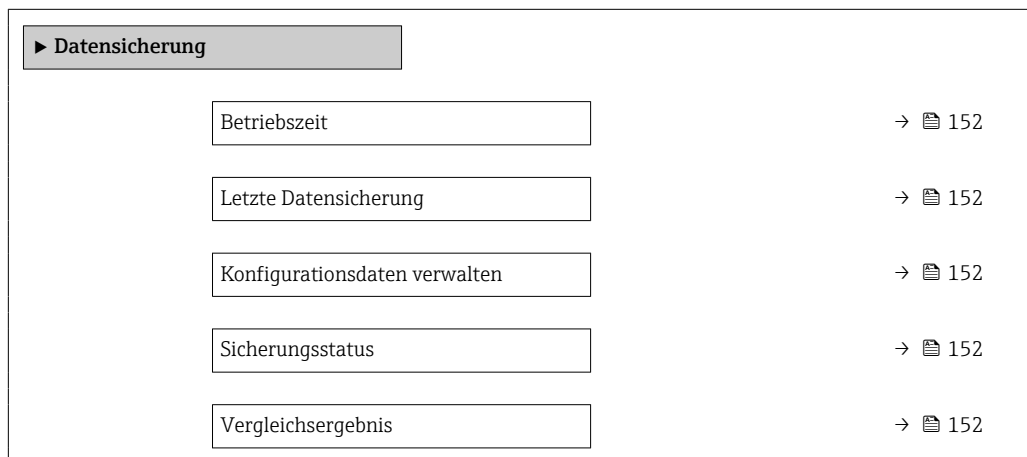 ▶ Datensicherung
Betriebszeit → 152
Letzte Datensicherung → 152
Konfigurationsdaten verwalten → 152
Sicherungsstatus → 152
Vergleichsergebnis → 152